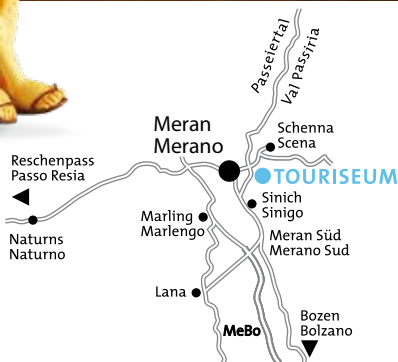 Passeiertal
Val Passiria
Meran
Merano
Schenna
Scena
Reschenpass
Passo Resia
TOURISEUM
Sinich
Sinigo
Marling
Marlengo
Naturns
Naturno
Meran Süd
Merano Sud
Lana
MeBo
Bozen
Bolzano